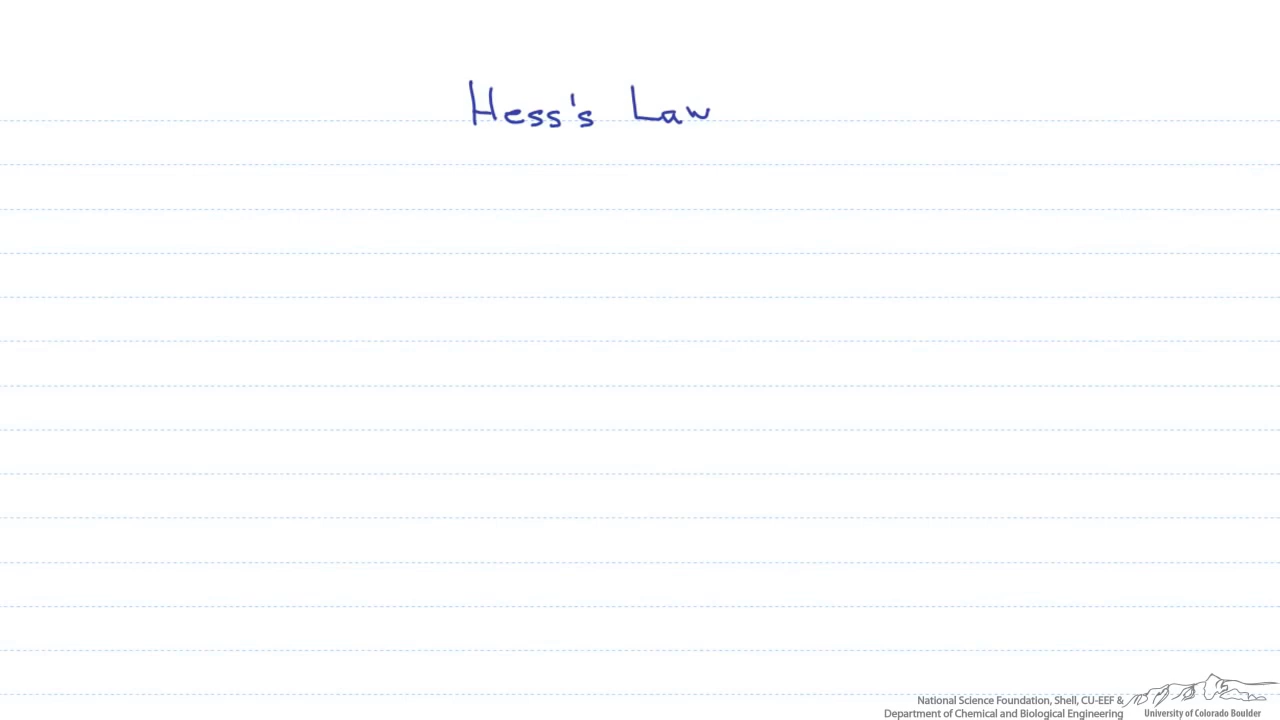 Hess's Law
National Science Foundation, Shell, CU-EEF &
Department of Chemical and Biological Engineering
University of Colorado Boulder